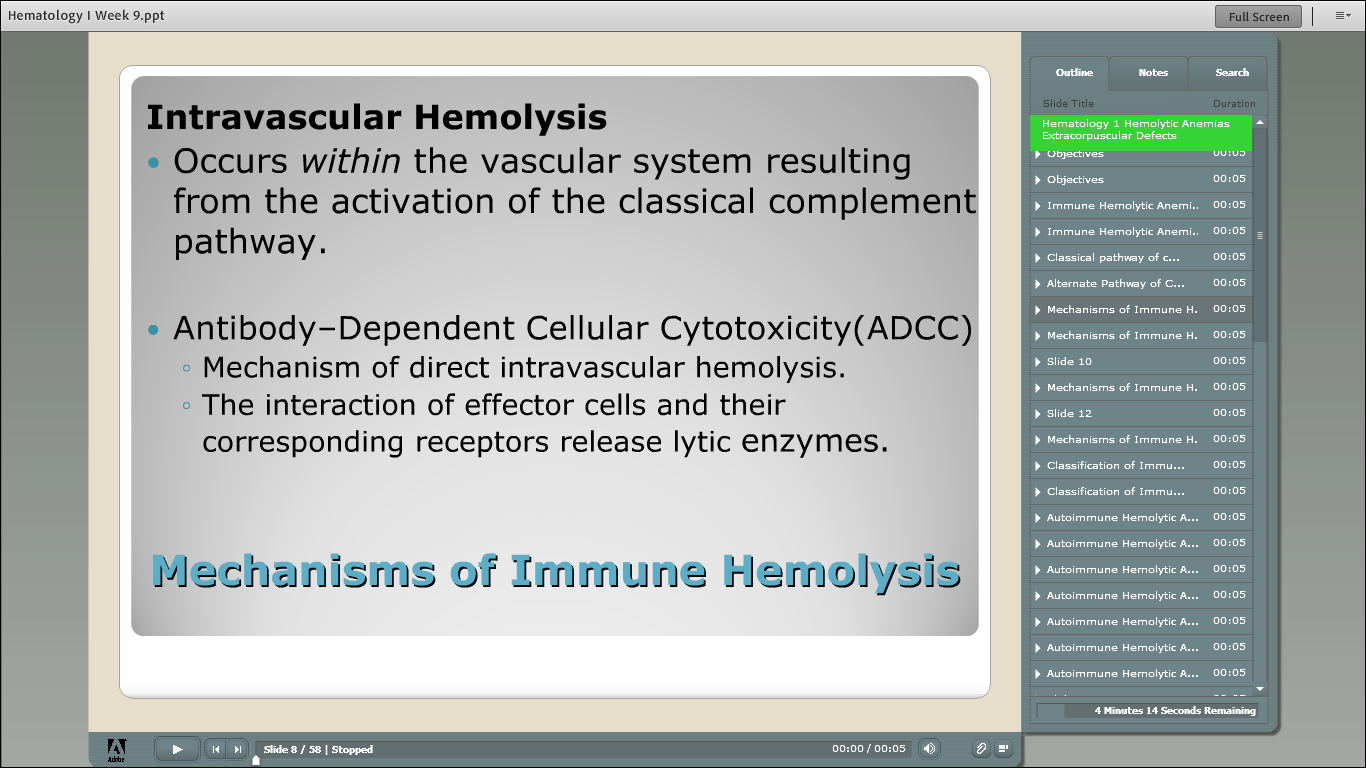 Hematology I Week 9.ppt
Full Screen
Intravascular Hemolysis
• Occurs within the vascular system resulting
from the activation of the classical complement
pathway.
• Antibody–Dependent Cellular Cytotoxicity(ADCC)
◦ Mechanism of direct intravascular hemolysis.
◦ The interaction of effector cells and their
corresponding receptors release lytic enzymes.
Mechanisms of Immune Hemolysis
Outline Notes Search
Slide Title Duration
Hematology 1 Hemolytic Anemias
Extracorpuscular Defects
Objectives 00:05
Objectives 00:05
Immune Hemolytic Anemi.. 00:05
Immune Hemolytic Anemi.. 00:05
Classical pathway of c... 00:05
Alternate Pathway of C... 00:05
Mechanisms of Immune H. 00:05
Mechanisms of Immune H. 00:05
Slide 10 00:05
Mechanisms of Immune H. 00:05
Slide 12 00:05
Mechanisms of Immune H. 00:05
Classification of Immu... 00:05
Classification of Immu... 00:05
Autoimmune Hemolytic A... 00:05
Autoimmune Hemolytic A... 00:05
Autoimmune Hemolytic A... 00:05
Autoimmune Hemolytic A... 00:05
Autoimmune Hemolytic A... 00:05
Autoimmune Hemolytic A... 00:05
Autoimmune Hemolytic A... 00:05
4 Minutes 14 Seconds Remaining
Adobe
Slide 8 / 58 | Stopped
00:00 / 00:05